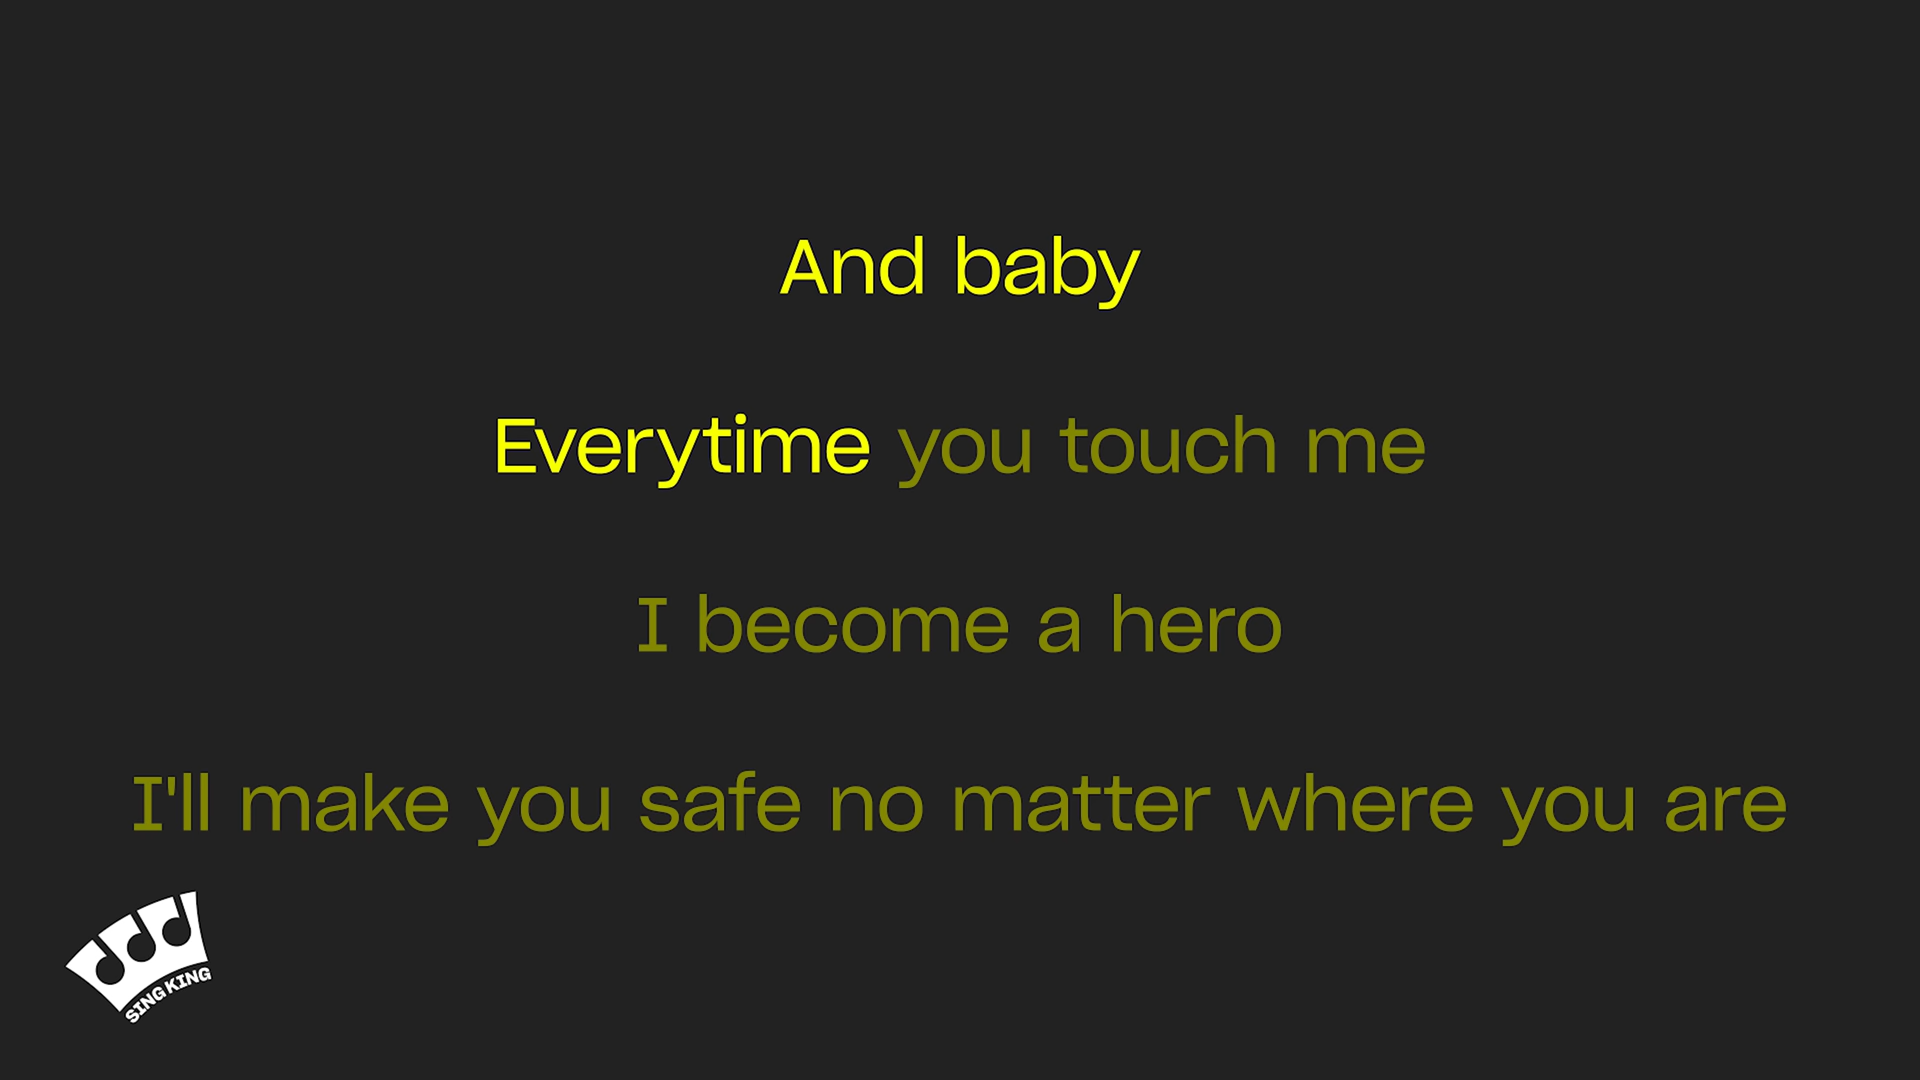 And baby
Everytime you touch me
I become a hero
I'll make you safe no matter where you are
SING KING